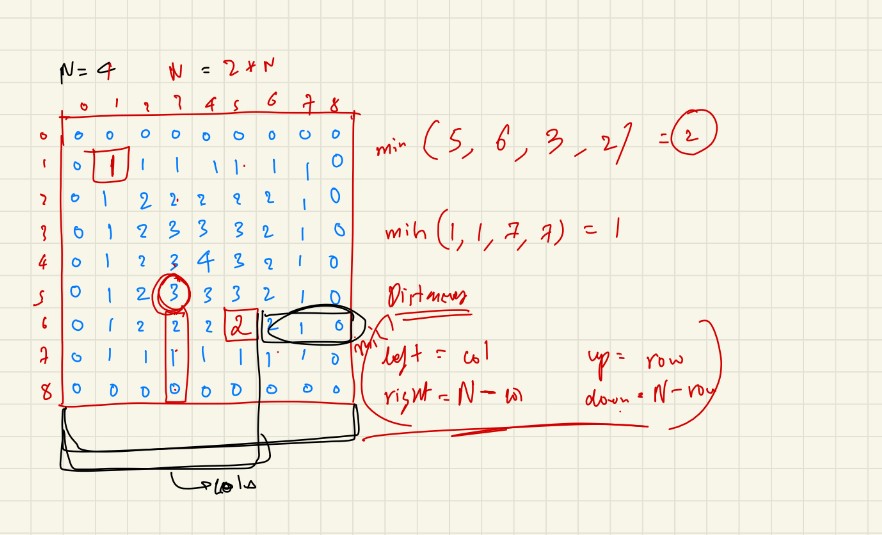 N = 4 N = 2 * N
0 1 2 3 4 5 6 7 8
0 0 0 0 0 0 0 0 0 0
1 0 1 1 1 1 1 1 1 0
2 0 1 2 2 2 2 2 1 0
3 0 1 2 3 3 3 2 1 0
4 0 1 2 3 4 3 2 1 0
5 0 1 2 3 3 3 2 1 0
6 0 1 2 2 2 2 2 1 0
7 0 1 1 1 1 1 1 1 0
8 0 0 0 0 0 0 0 0 0
cols
min (5, 6, 3, 2) = 2
min (1, 1, 7, 7) = 1
Distances
min
left = col up = row
right = N - col down = N - row